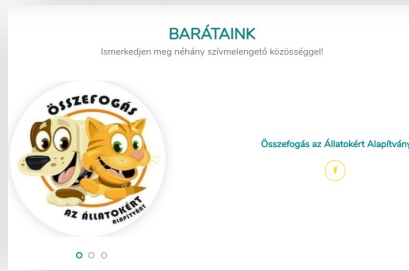 BARÁTAINK
Ismerkedjen meg néhány szívmelengető közösséggel!
ÖSSZEFOGÁS
AZ ÁLLATOKÉRT
ALAPÍTVÁNY
Összefogás az Állatokért Alapítvány